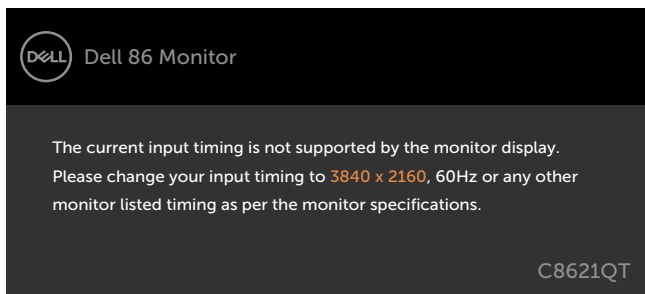 DELL Dell 86 Monitor
The current input timing is not supported by the monitor display.
Please change your input timing to 3840 x 2160, 60Hz or any other
monitor listed timing as per the monitor specifications.
C8621QT